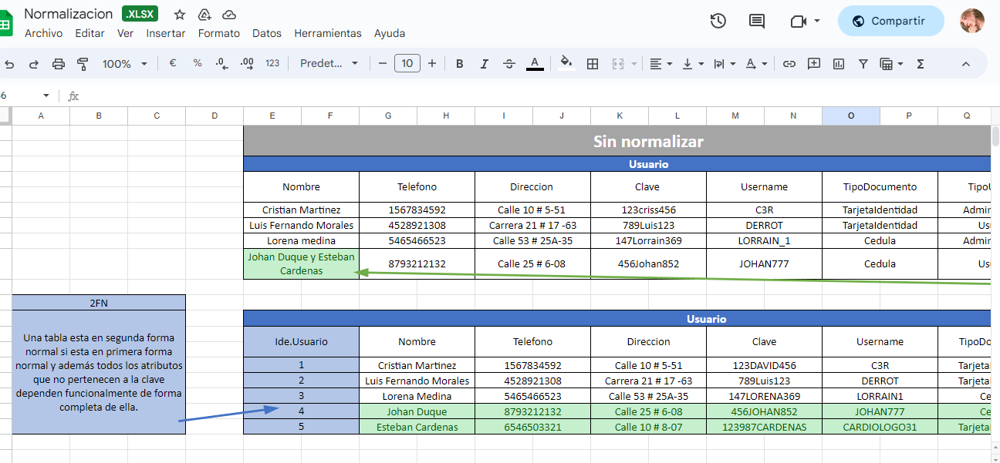 Normalizacion .XLSX
Archivo Editar Ver Insertar Formato Datos Herramientas Ayuda
Compartir
100% € % .0 .00 123 Predet... 10 B I A
fx
A B C D E F G H I J K L M N O P Q
Sin normalizar
Usuario
Nombre Telefono Direccion Clave Username TipoDocumento
Cristian Martinez 1567834592 Calle 10 # 5-51 123criss456 C3R TarjetaIdentidad Admin
Luis Fernando Morales 4528921308 Carrera 21 # 17 -63 789Luis123 DERROT TarjetaIdentidad Us
Lorena medina 5465466523 Calle 53 # 25A-35 147Lorrain369 LORRAIN_1 Cedula Admin
Johan Duque y Esteban
Cardenas 8793212132 Calle 25 # 6-08 456Johan852 JOHAN777 Cedula Us
2FN
Una tabla esta en segunda forma
normal si esta en primera forma
normal y además todos los atributos
que no pertenecen a la clave
dependen funcionalmente de forma
completa de ella.
Usuario
Ide.Usuario Nombre Telefono Direccion Clave Username TipoDo
1 Cristian Martinez 1567834592 Calle 10 # 5-51 123DAVID456 C3R Tarjeta
2 Luis Fernando Morales 4528921308 Carrera 21 # 17 -63 789Luis123 DERROT Tarjeta
3 Lorena Medina 5465466523 Calle 53 # 25A-35 147LORENA369 LORRAIN1 Ce
4 Johan Duque 8793212132 Calle 25 # 6-08 456JOHAN852 JOHAN777 Ce
5 Esteban Cardenas 6546503321 Calle 10 # 8-07 123987CARDENAS CARDIOLOGO31 Tarjeta